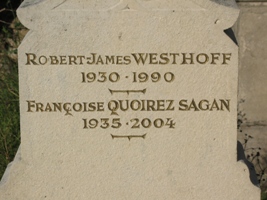 ROBERT-JAMES WESTHOFF
1930 - 1990
FRANÇOISE QUOIREZ SAGAN
1935 - 2004